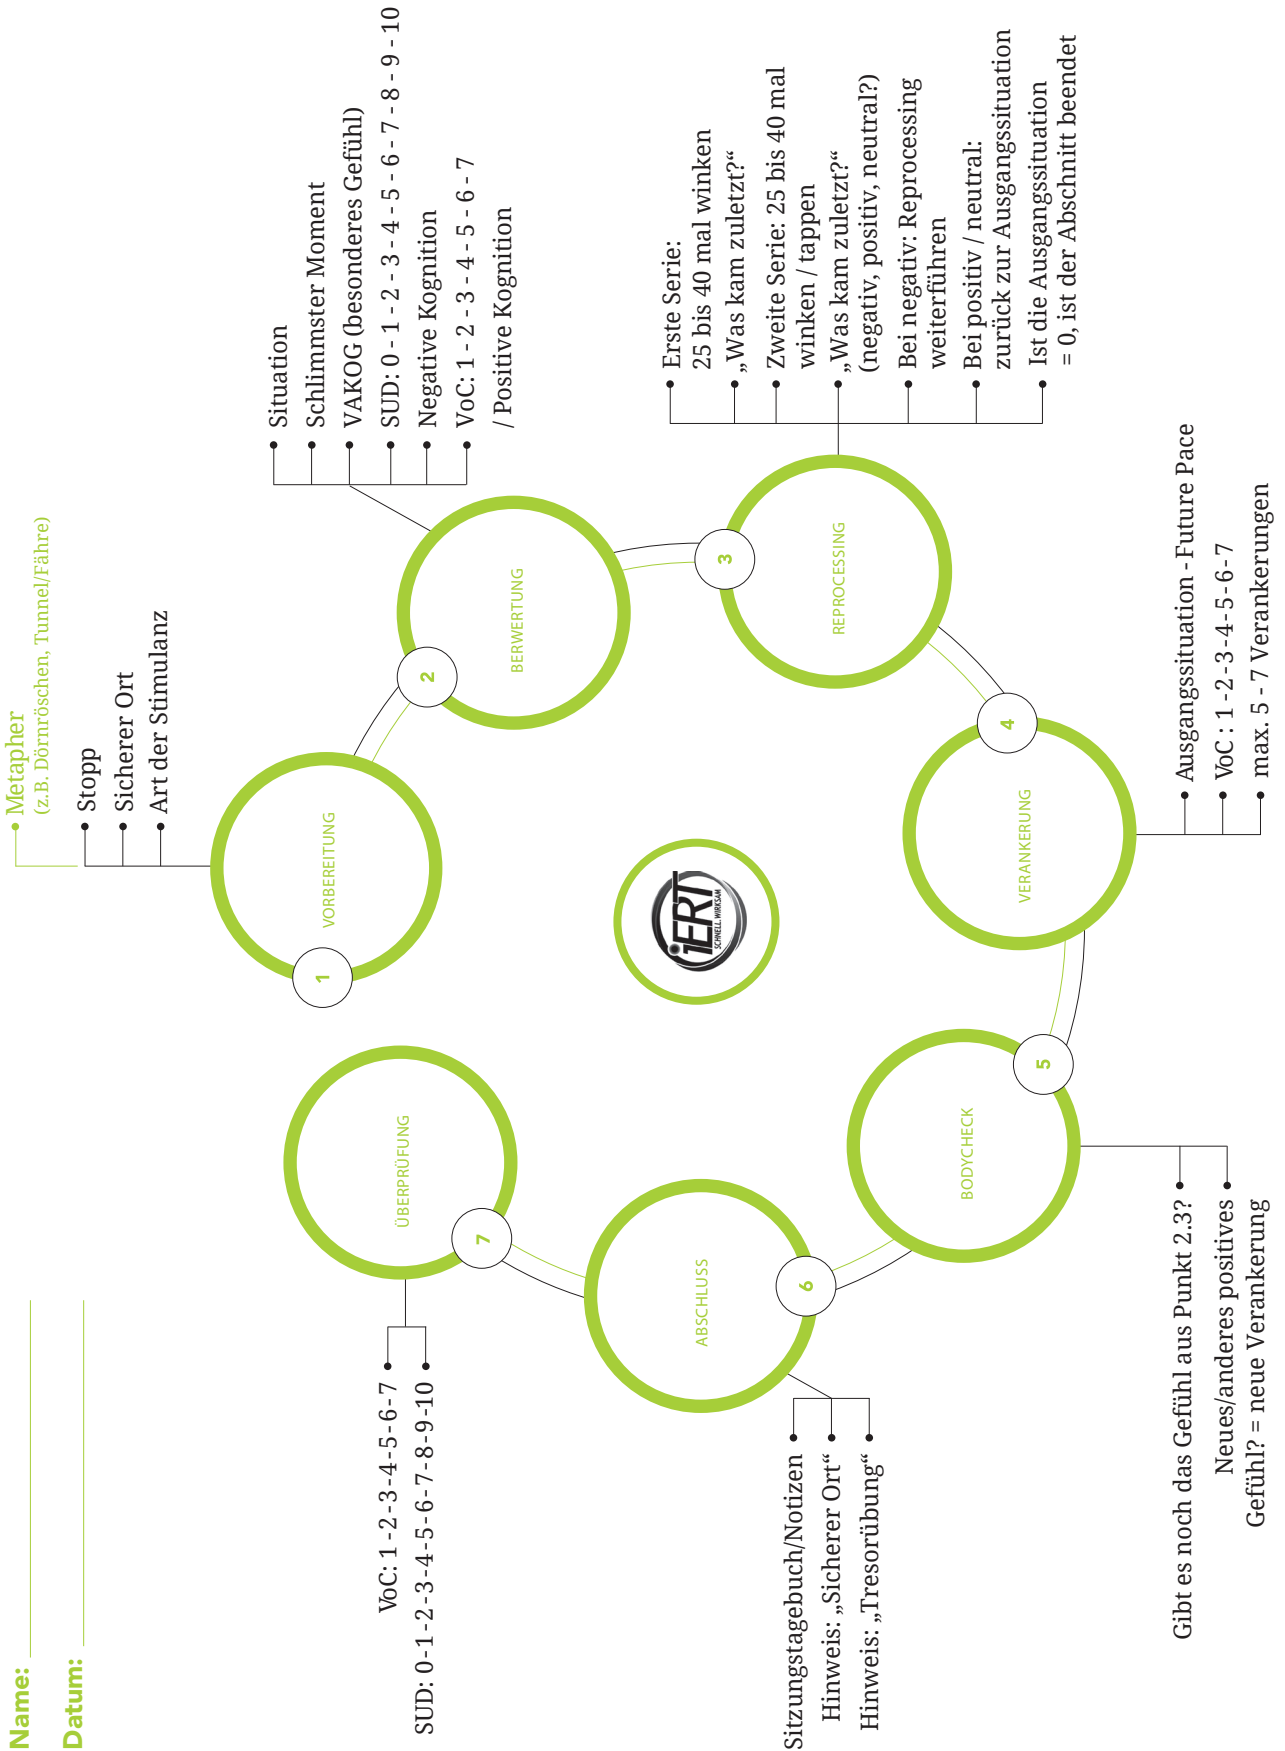 Name:
Datum:
Metapher
(z.B. Dörnröschen, Tunnel/Fähre)
Stopp
Sicherer Ort
Art der Stimulanz
1
VORBEREITUNG
Situation
Schlimmster Moment
VAKOG (besonderes Gefühl)
SUD: 0 - 1 - 2 - 3 - 4 - 5 - 6 - 7 - 8 - 9 - 10
Negative Kognition
VoC: 1 - 2 - 3 - 4 - 5 - 6 - 7
/ Positive Kognition
2
BERWERTUNG
Erste Serie:
25 bis 40 mal winken
„Was kam zuletzt?“
Zweite Serie: 25 bis 40 mal
winken / tappen
„Was kam zuletzt?“
(negativ, positiv, neutral?)
Bei negativ: Reprocessing
weiterführen
Bei positiv / neutral:
zurück zur Ausgangssituation
Ist die Ausgangssituation
= 0, ist der Abschnitt beendet
3
REPROCESSING
4
VERANKERUNG
Ausgangssituation - Future Pace
VoC : 1 - 2 - 3 - 4 - 5 - 6 - 7
max. 5 - 7 Verankerungen
5
BODYCHECK
Gibt es noch das Gefühl aus Punkt 2.3?
Neues/anderes positives
Gefühl? = neue Verankerung
6
ABSCHLUSS
Sitzungstagebuch/Notizen
Hinweis: „Sicherer Ort“
Hinweis: „Tresorübung“
7
ÜBERPRÜFUNG
VoC: 1 - 2 - 3 - 4 - 5 - 6 - 7
SUD: 0 - 1 - 2 - 3 - 4 - 5 - 6 - 7 - 8 - 9 -10
iERT
SCHNELL. WIRKSAM